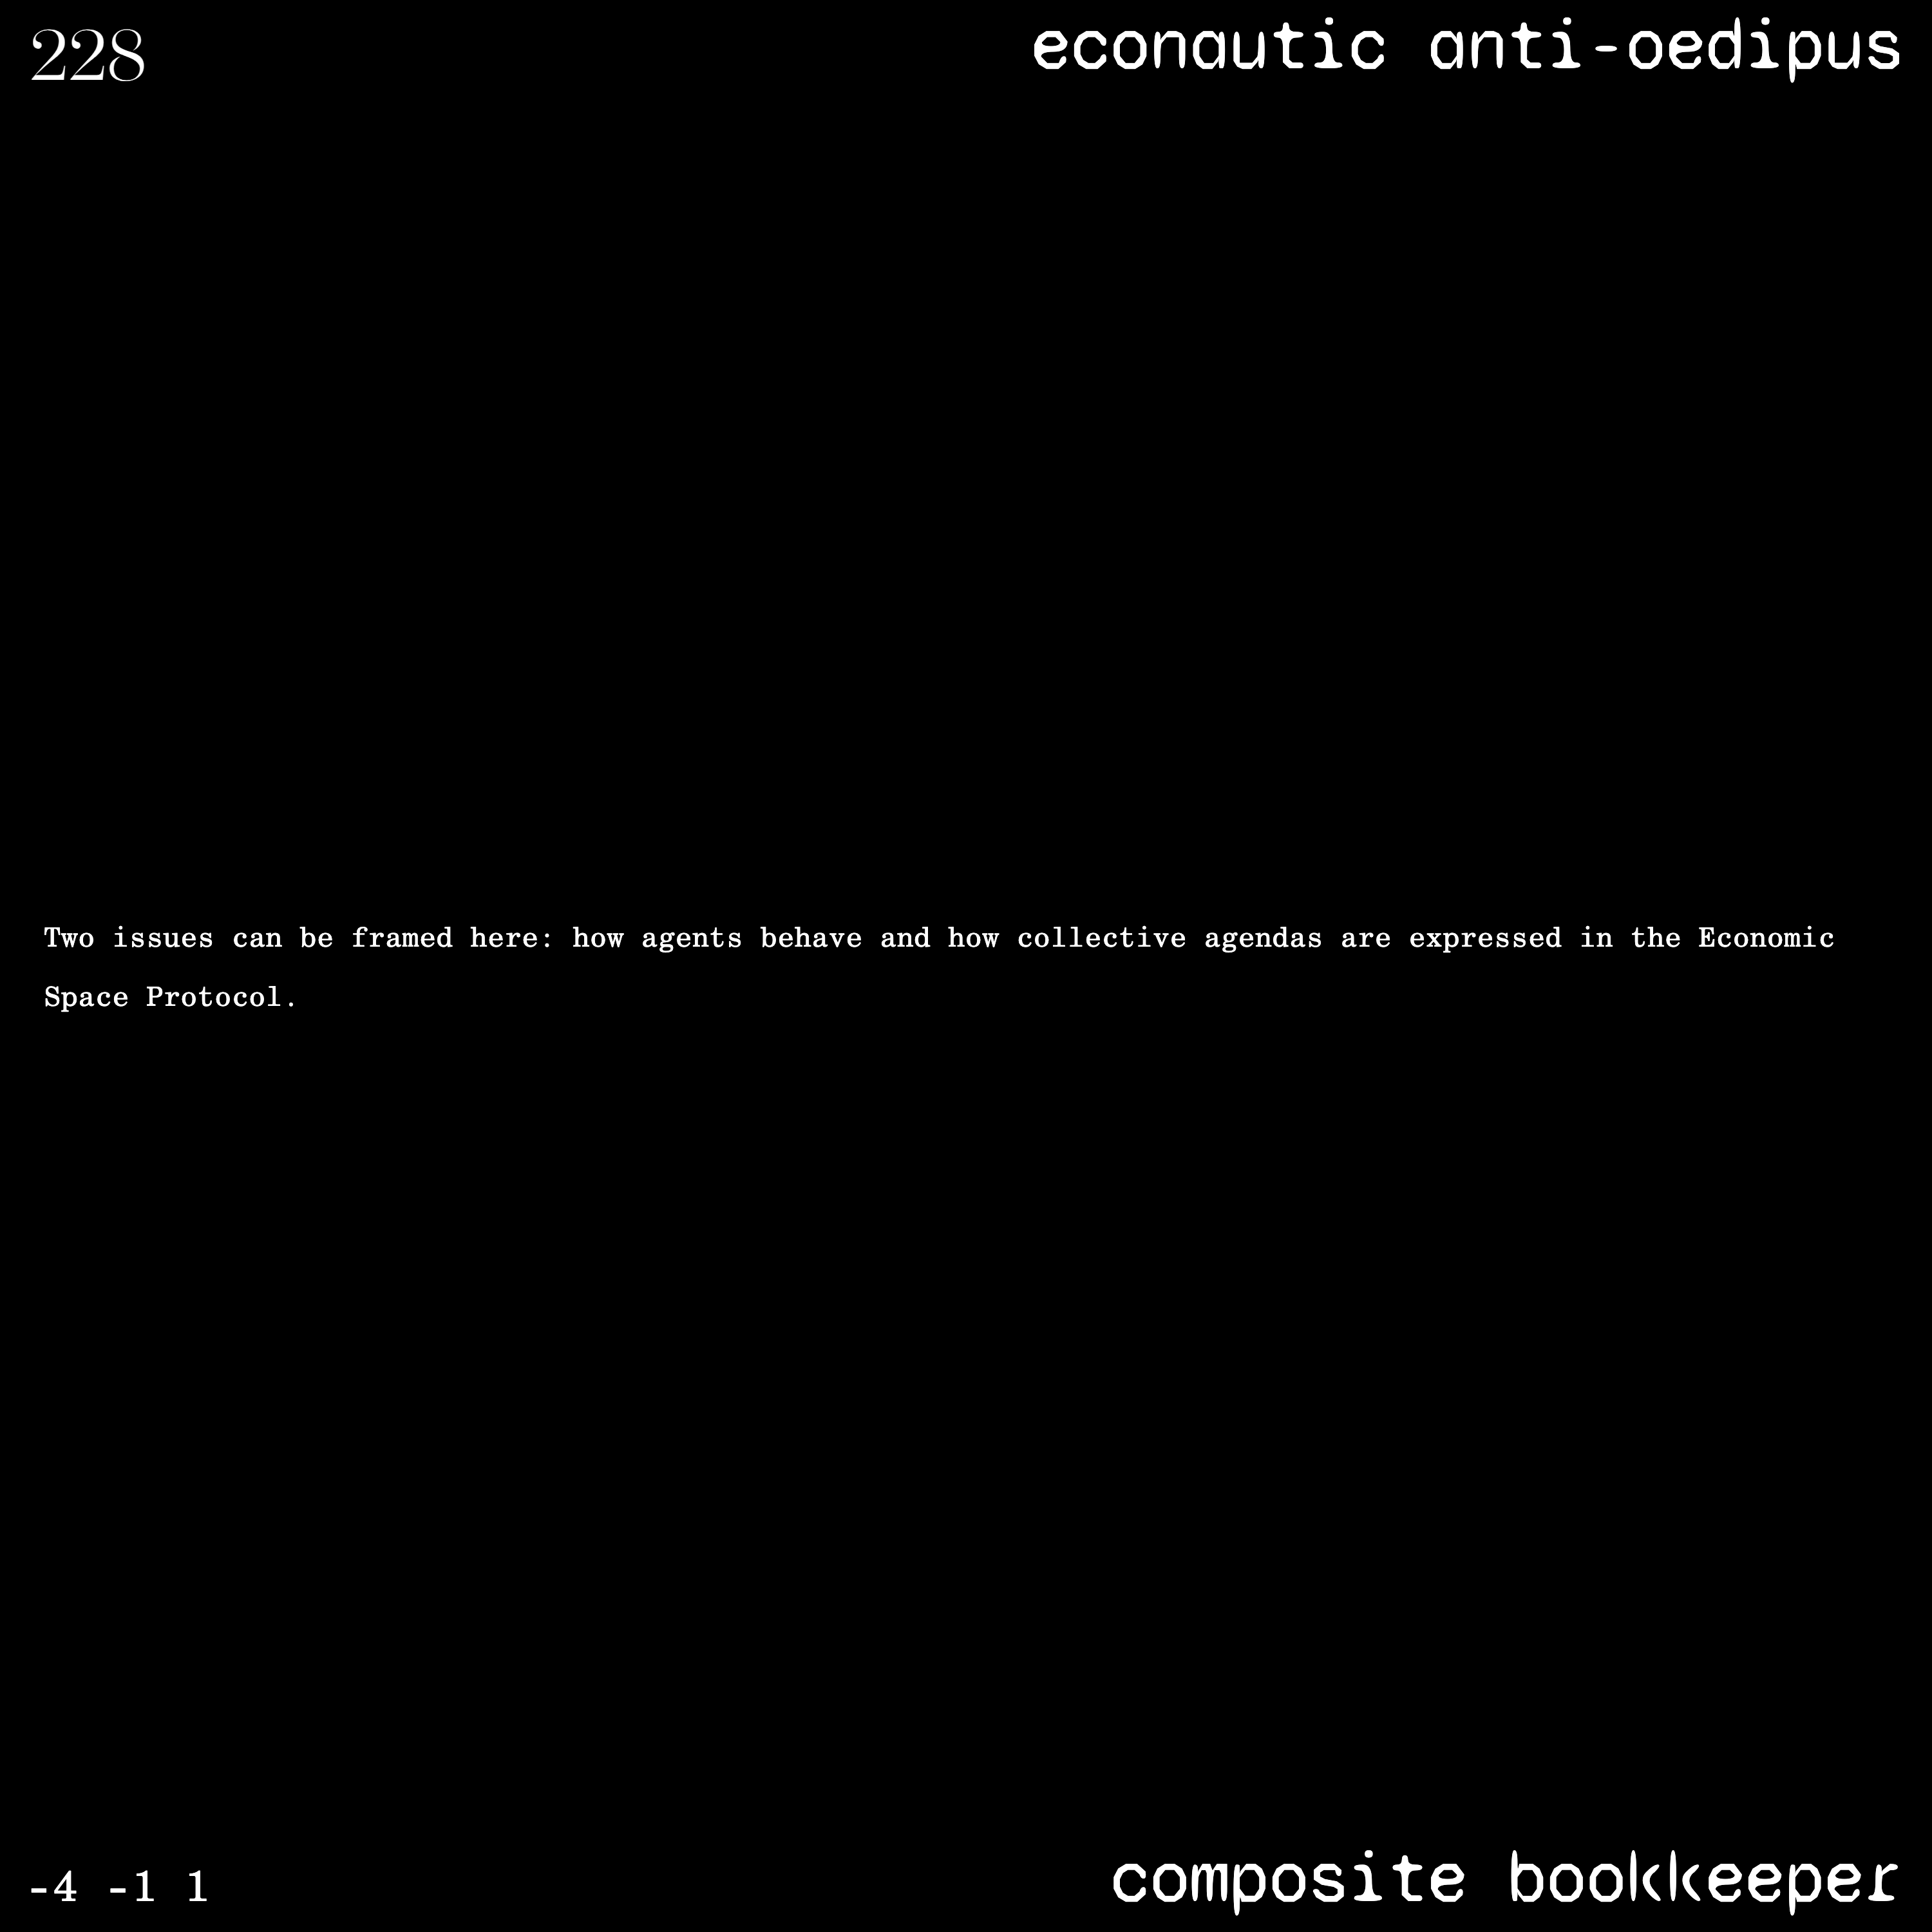 228
econautic anti-oedipus
Two issues can be framed here: how agents behave and how collective agendas are expressed in the Economic
Space Protocol.
-4 -1 1
composite bookkeeper